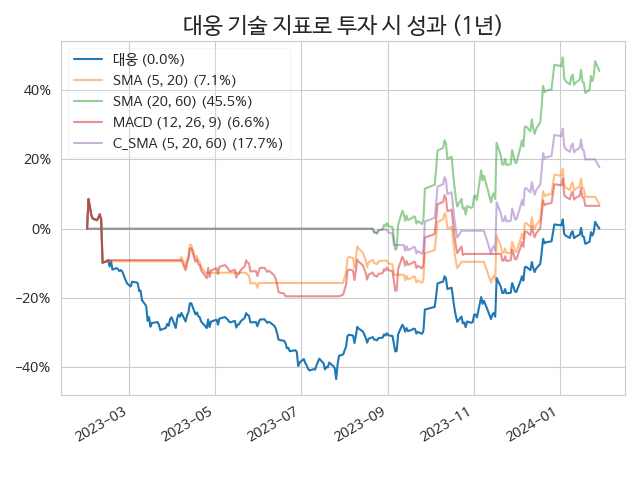 대웅 기술 지표로 투자 시 성과 (1년)
대웅 (0.0%)
SMA (5, 20) (7.1%)
SMA (20, 60) (45.5%)
MACD (12, 26, 9) (6.6%)
C_SMA (5, 20, 60) (17.7%)
40%
20%
0%
−20%
−40%
2023−03
2023−05
2023−07
2023−09
2023−11
2024−01